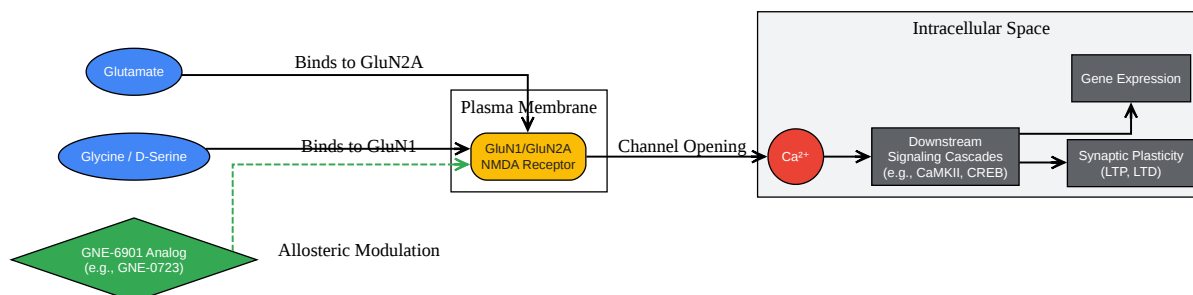 Intracellular Space
Gene Expression
Glutamate
Binds to GluN2A
Plasma Membrane
Glycine / D-Serine
Binds to GluN1
GluN1/GluN2A
NMDA Receptor
Channel Opening
Ca²⁺
Downstream
Signaling Cascades
(e.g., CaMKII, CREB)
Synaptic Plasticity
(LTP, LTD)
GNE-6901 Analog
(e.g., GNE-0723)
Allosteric Modulation